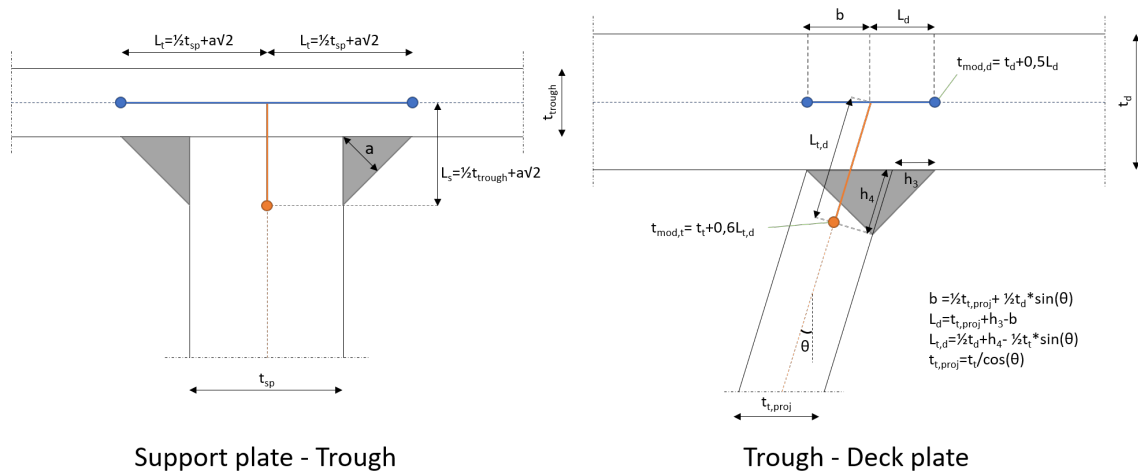 Lt=½tsp+a√2
Lt=½tsp+a√2
ttrough
a
Ls=½ttrough+a√2
tsp
Support plate - Trough
b
Ld
tmod,d= td+0,5Ld
td
Lt,d
h3
h4
tmod,t= tt+0,6Lt,d
θ
b =½tt,proj+ ½td*sin(θ)
Ld=tt,proj+h3-b
Lt,d=½td+h4- ½tt*sin(θ)
tt,proj=tt/cos(θ)
tt,proj
Trough - Deck plate